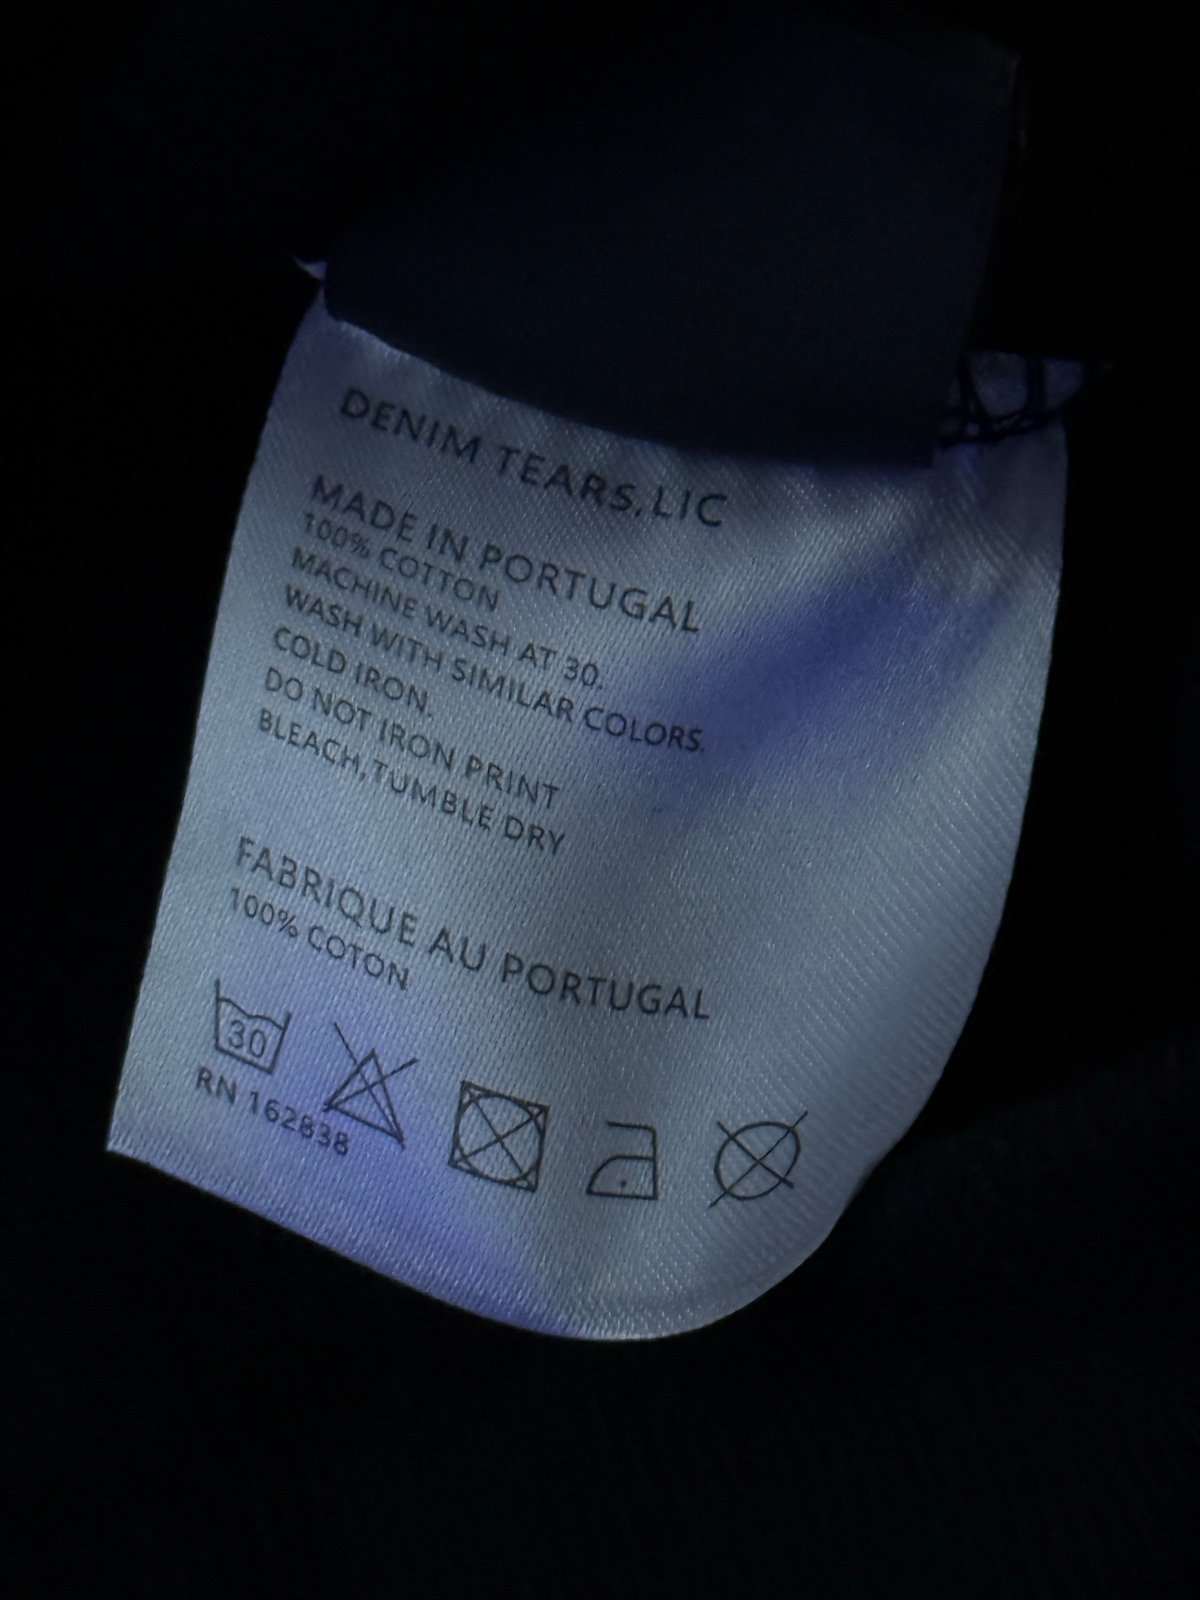 DENIM TEARS, LIC
MADE IN PORTUGAL
100% COTTON
MACHINE WASH AT 30.
WASH WITH SIMILAR COLORS.
COLD IRON.
DO NOT IRON PRINT
BLEACH, TUMBLE DRY
FABRIQUE AU PORTUGAL
100% COTON
30
RN 162838